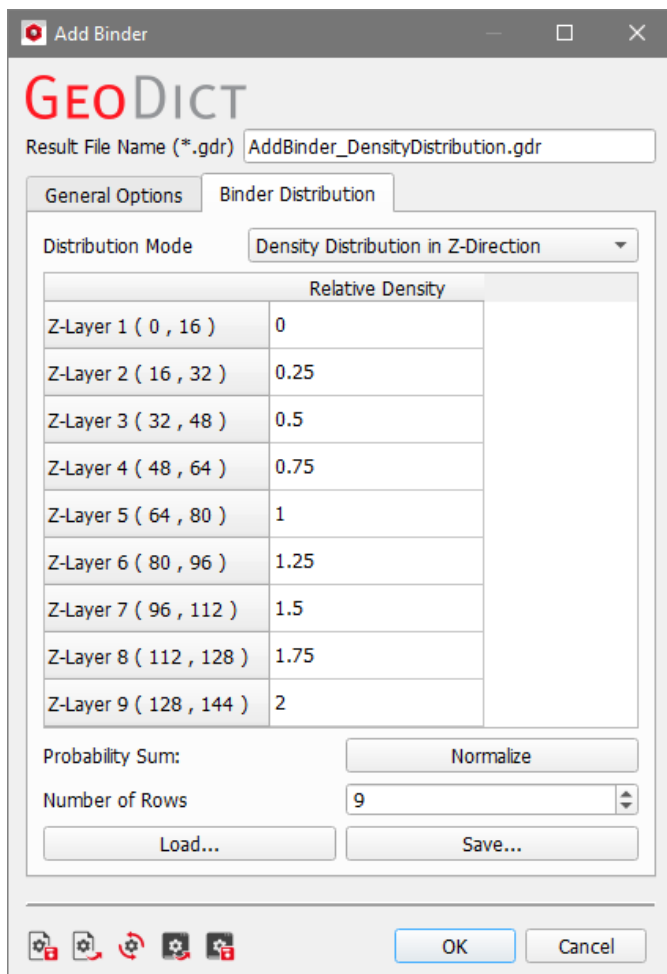 Add Binder
GEODICT
Result File Name (*.gdr) AddBinder_DensityDistribution.gdr
General Options Binder Distribution
Distribution Mode Density Distribution in Z-Direction
Relative Density
Z-Layer 1 ( 0 , 16 ) 0
Z-Layer 2 ( 16 , 32 ) 0.25
Z-Layer 3 ( 32 , 48 ) 0.5
Z-Layer 4 ( 48 , 64 ) 0.75
Z-Layer 5 ( 64 , 80 ) 1
Z-Layer 6 ( 80 , 96 ) 1.25
Z-Layer 7 ( 96 , 112 ) 1.5
Z-Layer 8 ( 112 , 128 ) 1.75
Z-Layer 9 ( 128 , 144 ) 2
Probability Sum: Normalize
Number of Rows 9
Load... Save...
OK Cancel